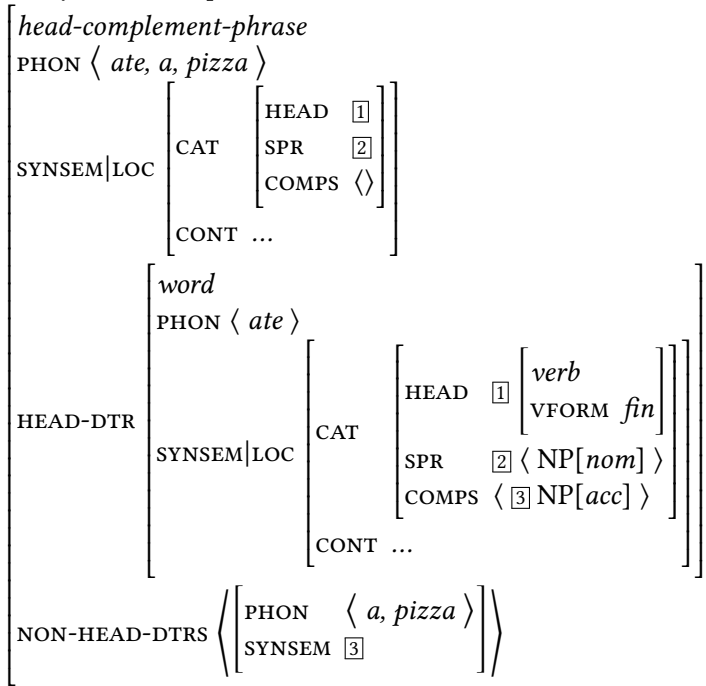 head-complement-phrase
PHON ⟨ ate, a, pizza ⟩
HEAD 1
CAT SPR 2
SYNSEM|LOC COMPS ⟨⟩
CONT ...
word
PHON ⟨ ate ⟩
verb
HEAD 1
VFORM fin
HEAD-DTR CAT
SYNSEM|LOC SPR 2 ⟨ NP[nom] ⟩
COMPS ⟨ 3 NP[acc] ⟩
CONT ...
PHON ⟨ a, pizza ⟩
NON-HEAD-DTRS
SYNSEM 3